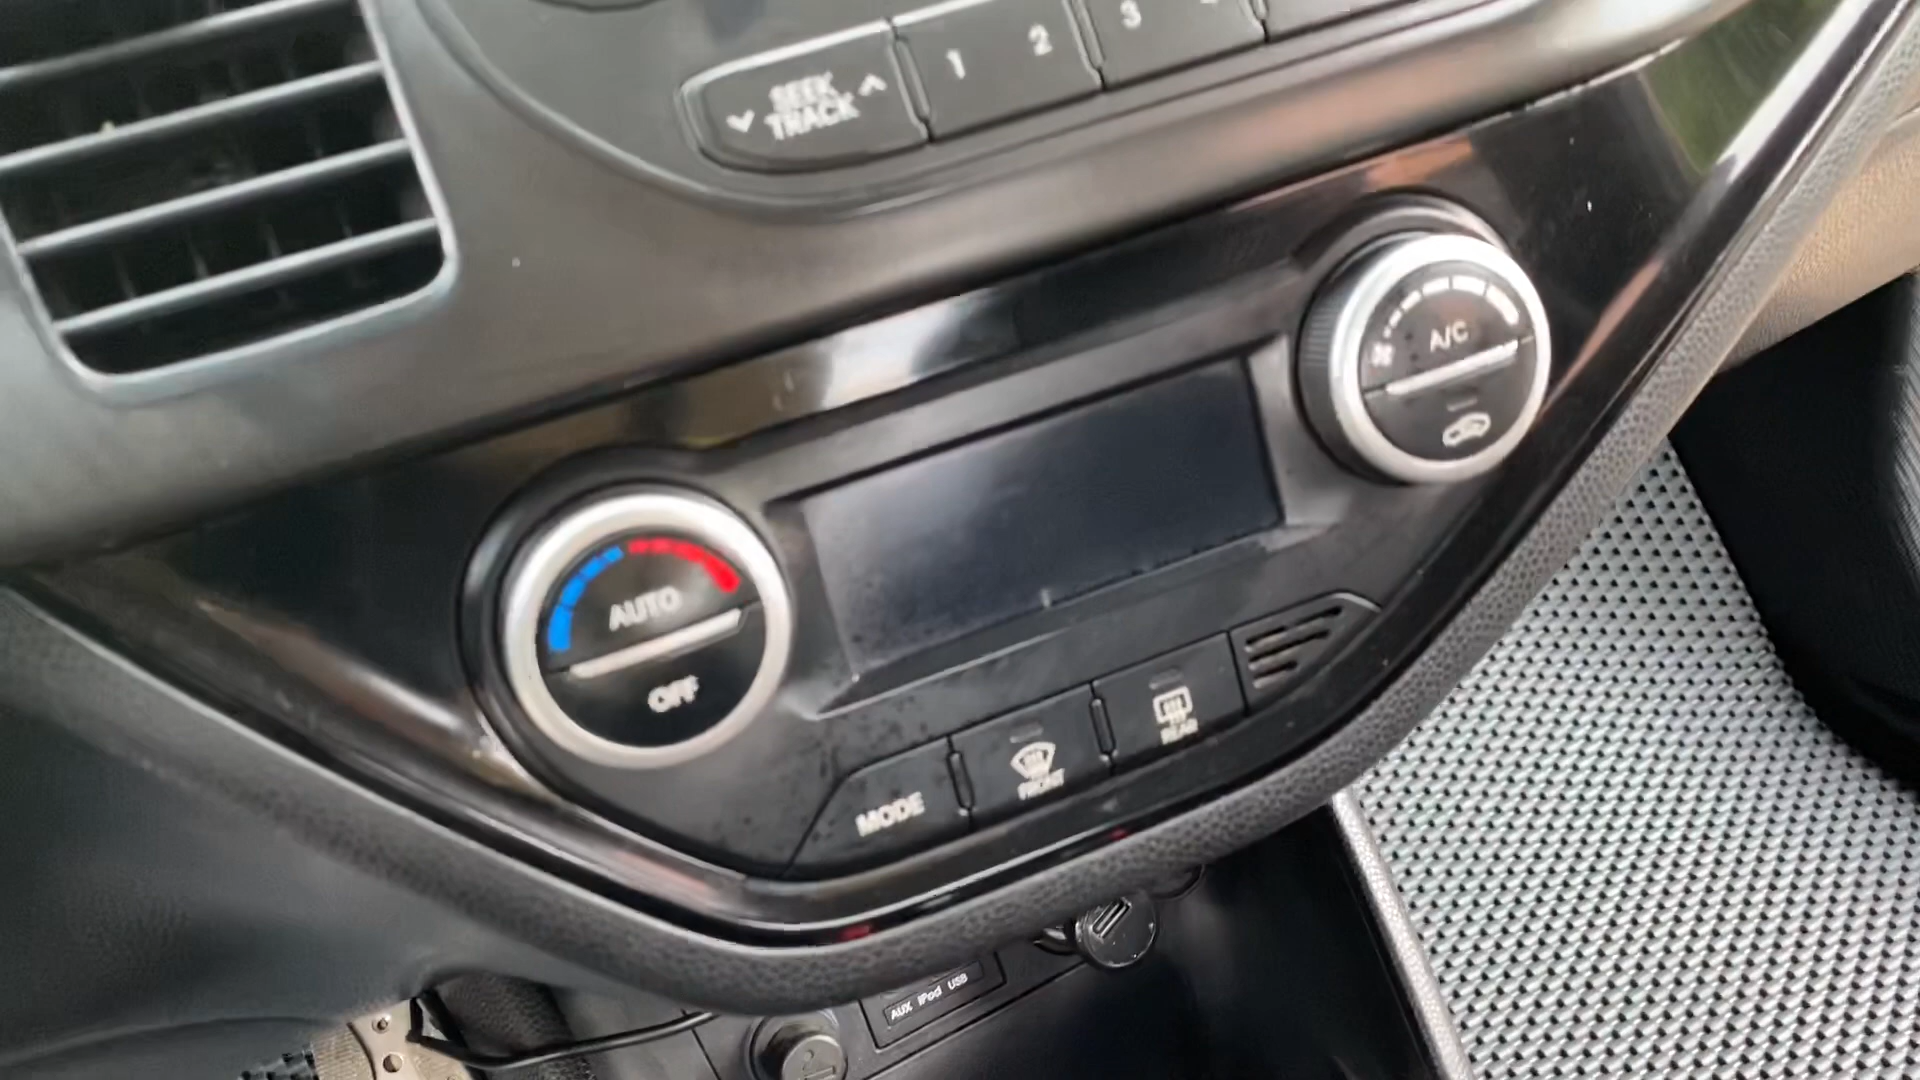 SEEK
TRACK
1 2
3
A/C
AUTO
OFF
MODE
FRONT
REAR
AUX iPod USB